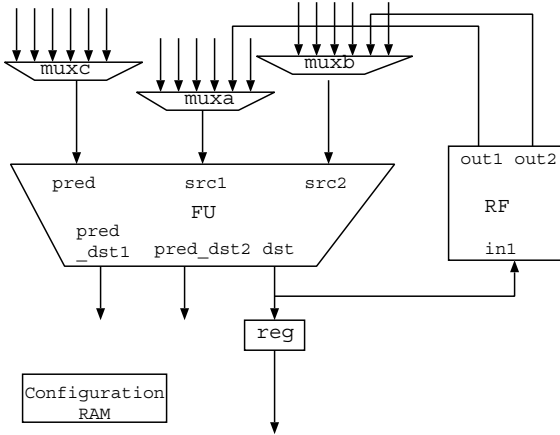 muxc
muxa
muxb
pred
src1
src2
FU
pred
_dst1
pred_dst2
dst
out1
out2
RF
in1
reg
Configuration
RAM